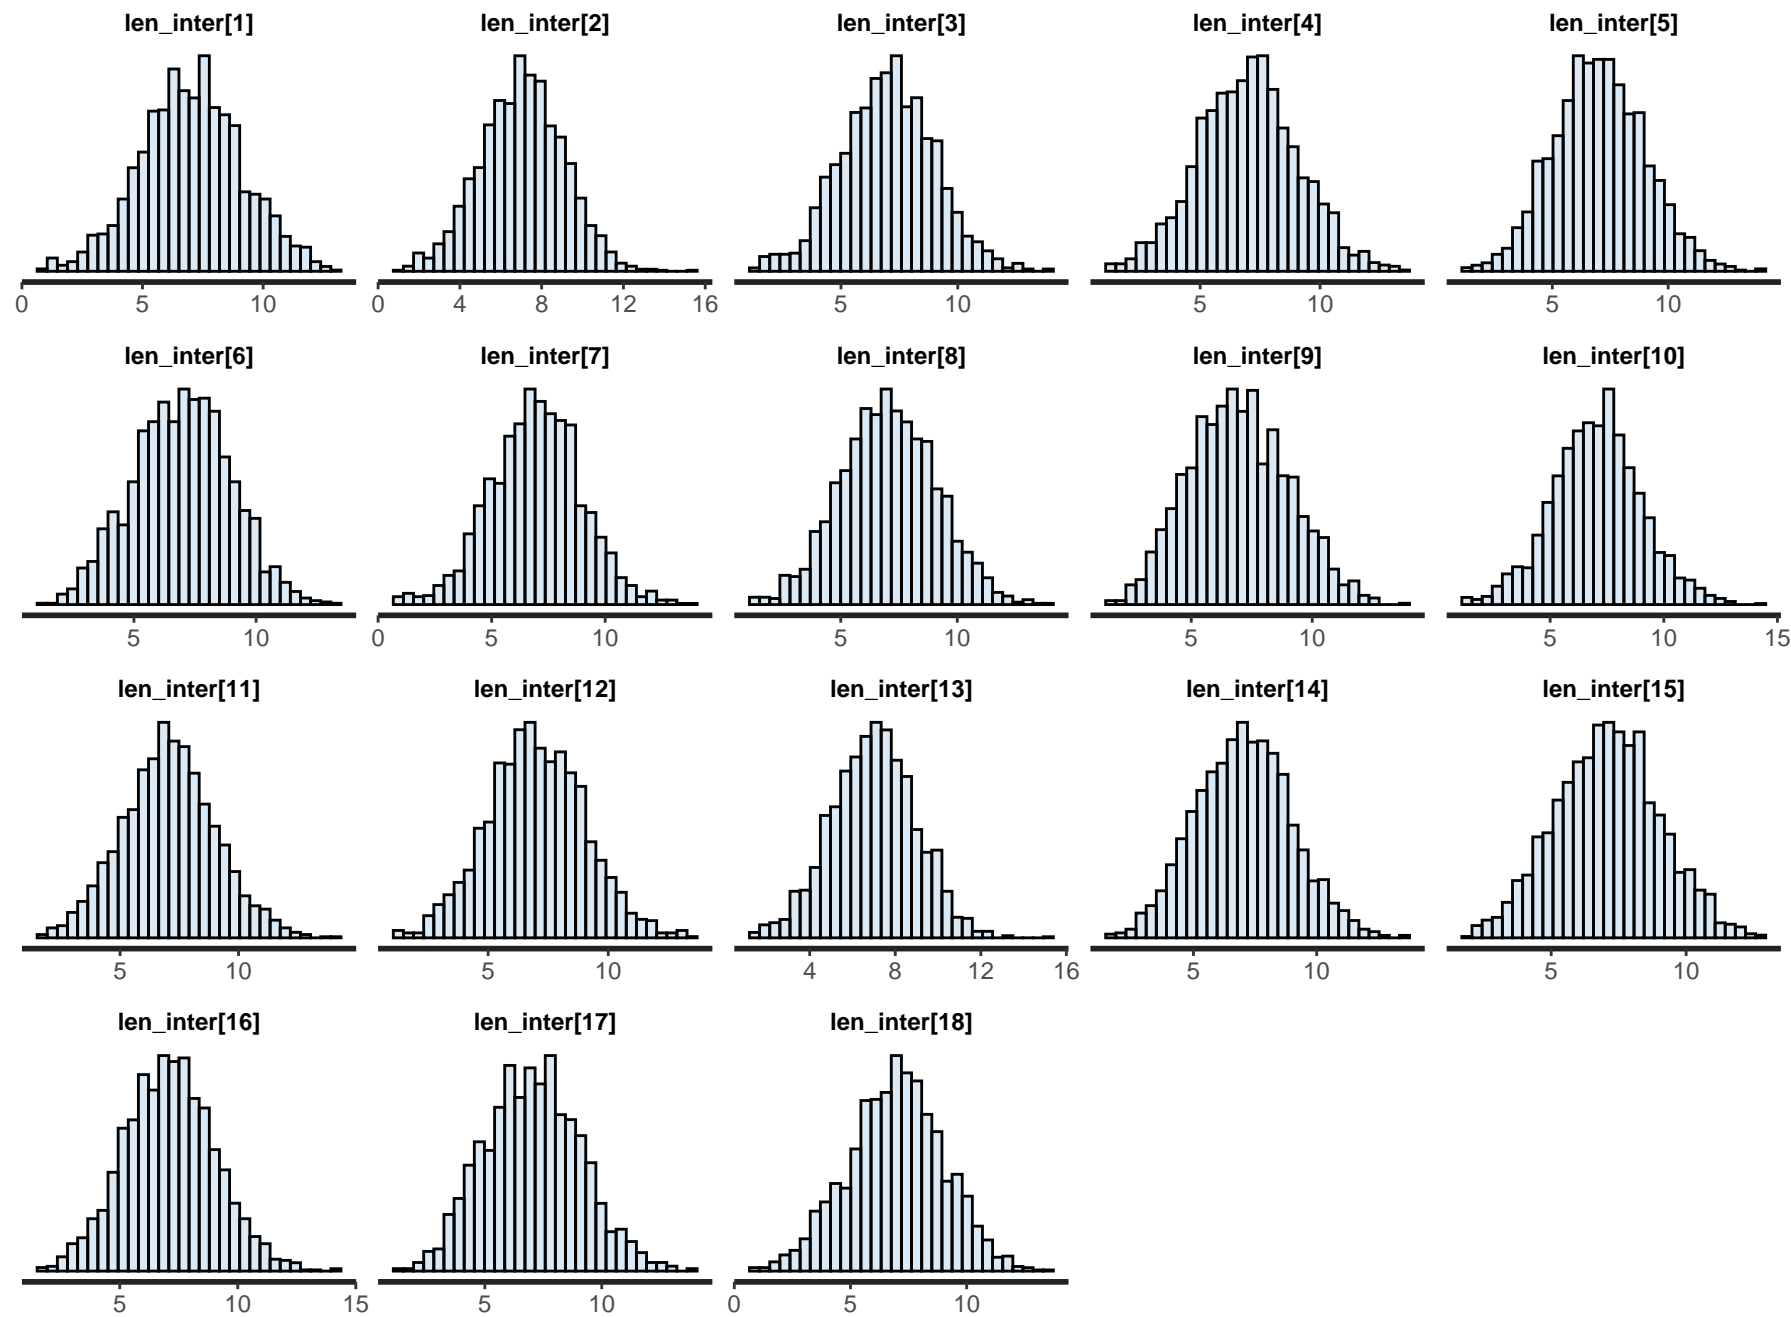 len_inter[1] len_inter[2] len_inter[3] len_inter[4] len_inter[5]
0 5 10 0 4 8 12 16 5 10 5 10 5 10
len_inter[6] len_inter[7] len_inter[8] len_inter[9] len_inter[10]
5 10 0 5 10 5 10 5 10 5 10 15
len_inter[11] len_inter[12] len_inter[13] len_inter[14] len_inter[15]
5 10 5 10 4 8 12 16 5 10 5 10
len_inter[16] len_inter[17] len_inter[18]
5 10 15 5 10 0 5 10